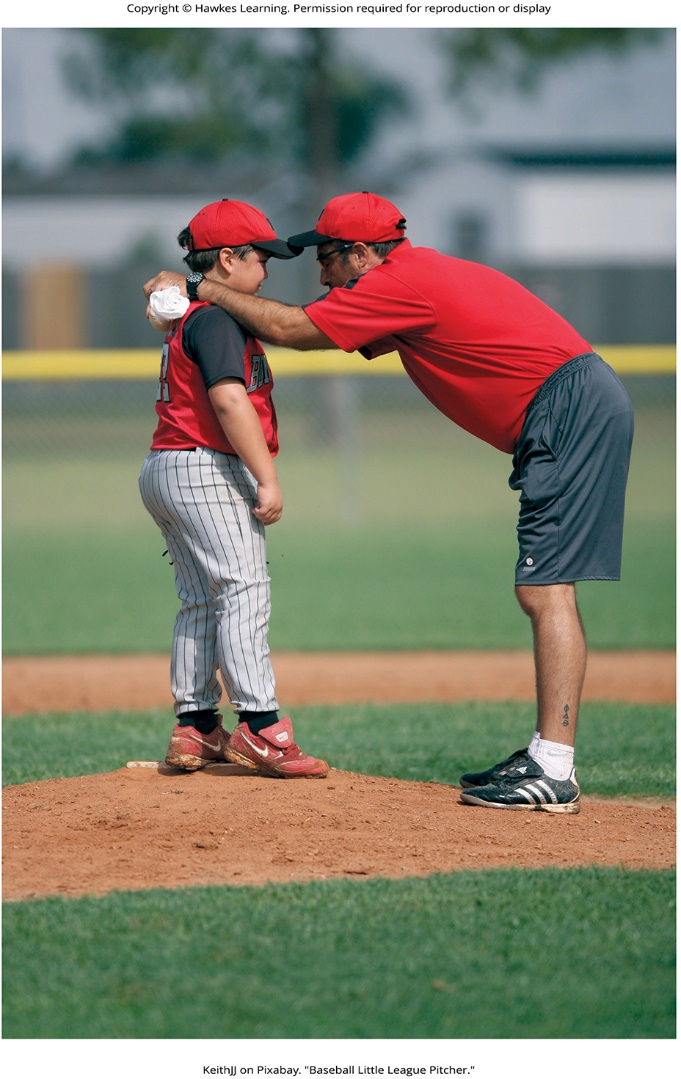 Copyright © Hawkes Learning. Permission required for reproduction or display
KeithJJ on Pixabay. "Baseball Little League Pitcher."